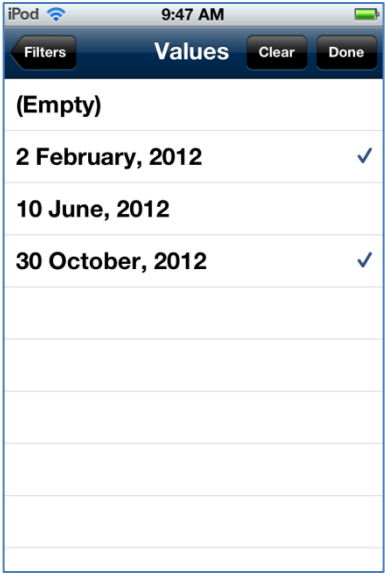 iPod 9:47 AM
Filters Values Clear Done
(Empty)
2 February, 2012
10 June, 2012
30 October, 2012